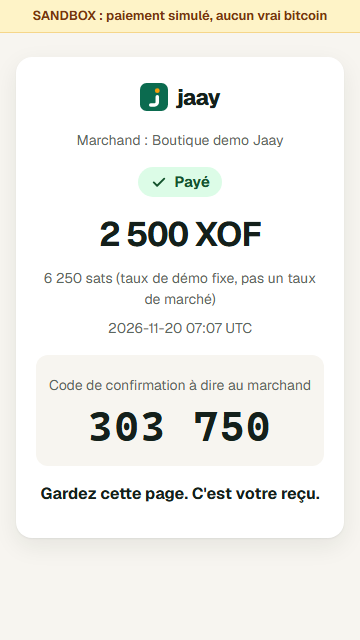 SANDBOX : paiement simulé, aucun vrai bitcoin
jaay
Marchand : Boutique demo Jaay
Payé
2 500 XOF
6 250 sats (taux de démo fixe, pas un taux
de marché)
2026-11-20 07:07 UTC
Code de confirmation à dire au marchand
303 750
Gardez cette page. C'est votre reçu.